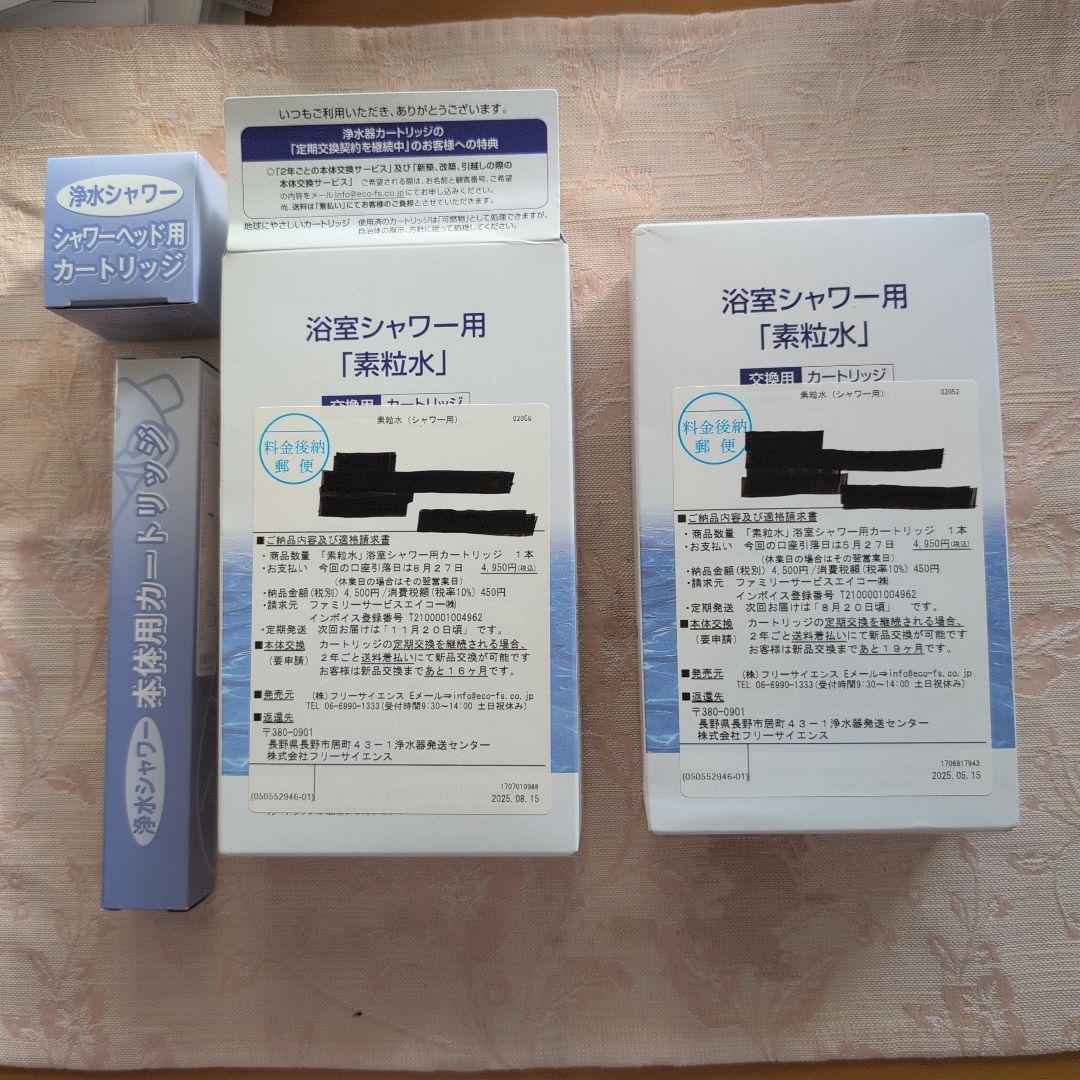 浄水シャワー
シャワーヘッド用
カートリッジ
浄水シャワー 本体用カートリッジ
いつもご利用いただき、ありがとうございます。
浄水器カートリッジの
「定期交換契約を継続中」のお客様への特典
○「2年ごとの本体交換サービス」及び「新築、改築、引越しの際の
本体交換サービス」 ご希望される際は、お名前と顧客番号、ご希望
の内容をメールinfo@eco-fs.co.jpにてお申し込みください。
尚、送料は「着払い」にてお客様のご負担とさせていただきます。
地球にやさしいカートリッジ 使用済のカートリッジは「可燃物」として処理できますが、
自治体の指示、方針に従って処理してください。
浴室シャワー用
「素粒水」
交換用 カートリッジ
素粒水(シャワー用) 02056
料金後納
郵便
■ご納品内容及び適格請求書
・商品数量 「素粒水」浴室シャワー用カートリッジ 1本
・お支払い 今回の口座引落日は8月27日 4,950円(税込)
(休業日の場合はその翌営業日)
・納品金額(税別) 4,500円/消費税額(税率10%) 450円
・請求元 ファミリーサービスエイコー㈱
インボイス登録番号 T2100001004962
・定期発送 次回お届けは「11月20日頃」 です。
■本体交換 カートリッジの定期交換を継続される場合、
(要申請) 2年ごと送料着払いにて新品交換が可能です
お客様は新品交換まであと16ヶ月です。
■発売元 (株)フリーサイエンス Eメール⇒info@eco-fs.co.jp
TEL 06-6990-1333(受付時間9:30～14:00 土日祝休み)
■返還先
〒380-0901
長野県長野市居町43－1浄水器発送センター
株式会社フリーサイエンス
1707010988
(050552946-01) 2025.08.15
浴室シャワー用
「素粒水」
交換用 カートリッジ
素粒水(シャワー用) 02052
料金後納
郵便
■ご納品内容及び適格請求書
・商品数量 「素粒水」浴室シャワー用カートリッジ 1本
・お支払い 今回の口座引落日は5月27日 4,950円(税込)
(休業日の場合はその翌営業日)
・納品金額(税別) 4,500円/消費税額(税率10%) 450円
・請求元 ファミリーサービスエイコー㈱
インボイス登録番号 T2100001004962
・定期発送 次回お届けは「8月20日頃」 です。
■本体交換 カートリッジの定期交換を継続される場合、
(要申請) 2年ごと送料着払いにて新品交換が可能です
お客様は新品交換まであと19ヶ月です。
■発売元 (株)フリーサイエンス Eメール⇒info@eco-fs.co.jp
TEL 06-6990-1333(受付時間9:30～14:00 土日祝休み)
■返還先
〒380-0901
長野県長野市居町43－1浄水器発送センター
株式会社フリーサイエンス
1706917943
(050552946-01) 2025.05.15